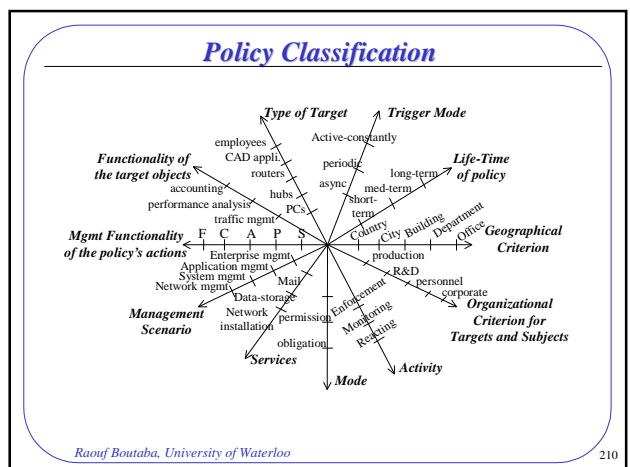 Policy Classification
Type of Target
Trigger Mode
employees
Active-constantly
CAD appli.
Functionality of
the target objects
periodic
Life-Time
of policy
routers
long-term
accounting
async
med-term
hubs
performance analysis
short-
term
PCs
traffic mgmt
Country
City
Building
Department
Office
Mgmt Functionality
of the policy's actions
F C A P S
Geographical
Criterion
Enterprise mgmt
production
Application mgmt
R&D
System mgmt
Mail
personnel
Network mgmt
corporate
Data-storage
Enforcement
Management
Scenario
Network
installation
permission
Monitoring
Organizational
Criterion for
Targets and Subjects
Reacting
obligation
Services
Activity
Mode
Raouf Boutaba, University of Waterloo
210